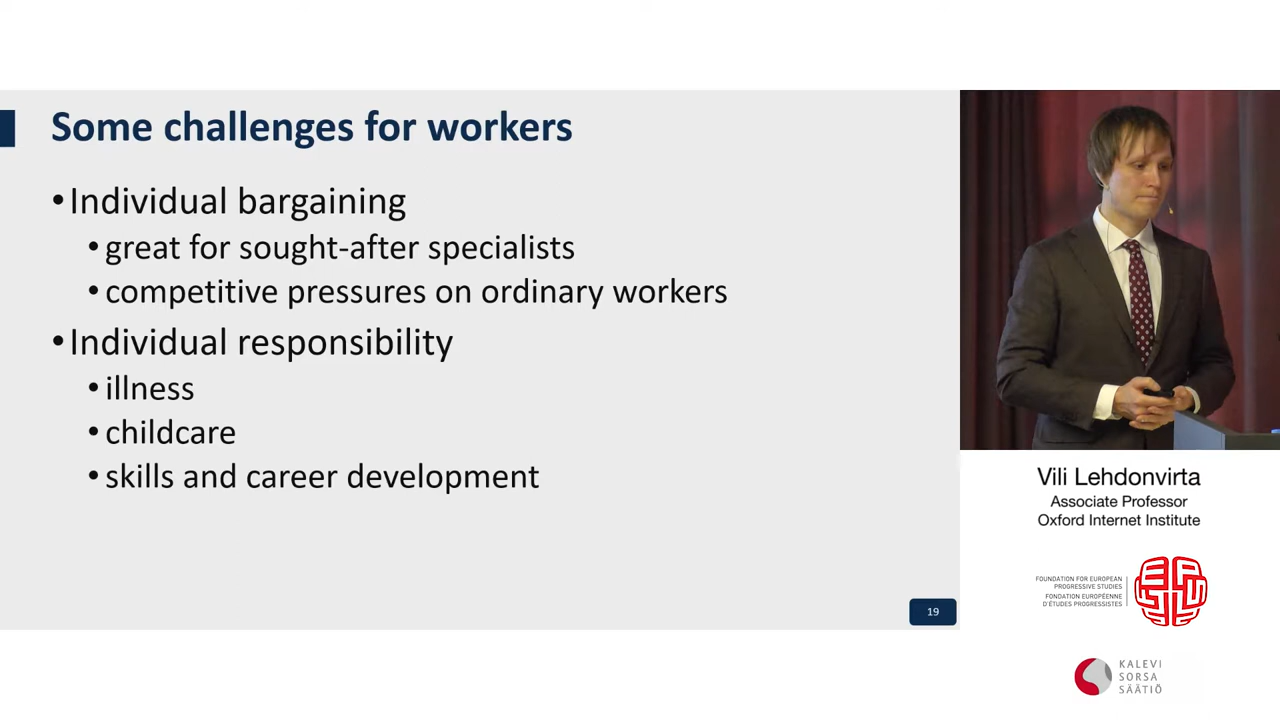 Some challenges for workers
•Individual bargaining
•great for sought-after specialists
•competitive pressures on ordinary workers
•Individual responsibility
•illness
•childcare
•skills and career development
19
Vili Lehdonvirta
Associate Professor
Oxford Internet Institute
FOUNDATION FOR EUROPEAN
PROGRESSIVE STUDIES
FONDATION EUROPÉENNE
D'ÉTUDES PROGRESSISTES
KALEVI
SORSA
SÄÄTIÖ